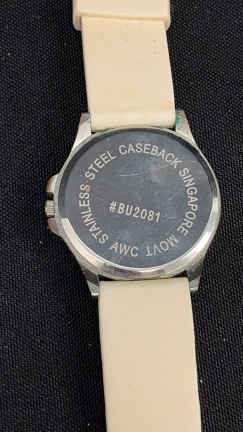 STAINLESS STEEL CASEBACK SINGAPORE MOVT AWC
#BU2081